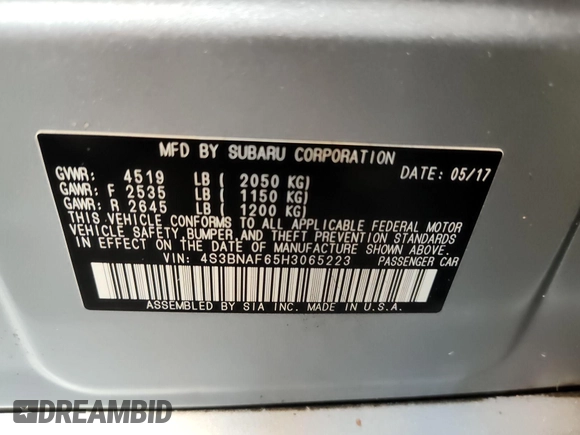 MFD BY SUBARU CORPORATION
GVWR: 4519 LB ( 2050 KG) DATE: 05/17
GAWR: F 2535 LB ( 1150 KG)
GAWR: R 2645 LB ( 1200 KG)
THIS VEHICLE CONFORMS TO ALL APPLICABLE FEDERAL MOTOR
VEHICLE SAFETY, BUMPER, AND THEFT PREVENTION STANDARDS
IN EFFECT ON THE DATE OF MANUFACTURE SHOWN ABOVE.
VIN: 4S3BNAF65H3065223 PASSENGER CAR
ASSEMBLED BY SIA INC. MADE IN U.S.A.
DREAMBID